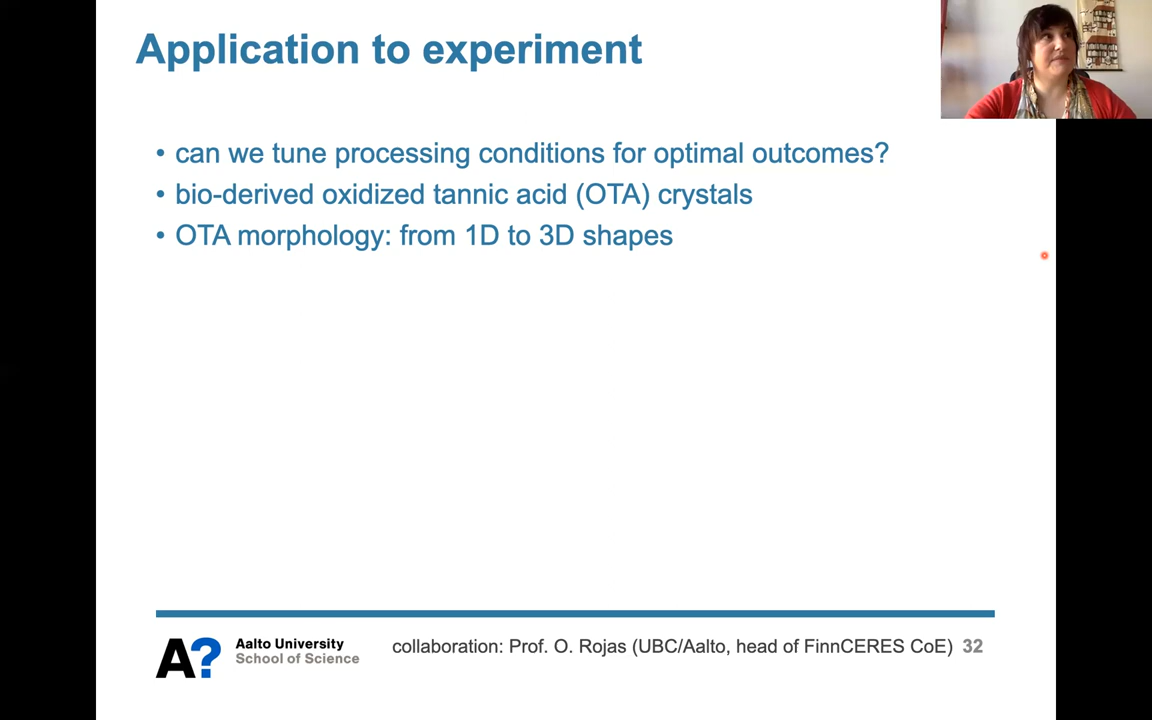 Application to experiment
• can we tune processing conditions for optimal outcomes?
• bio-derived oxidized tannic acid (OTA) crystals
• OTA morphology: from 1D to 3D shapes
A?
Aalto University
School of Science
collaboration: Prof. O. Rojas (UBC/Aalto, head of FinnCERES CoE) 32